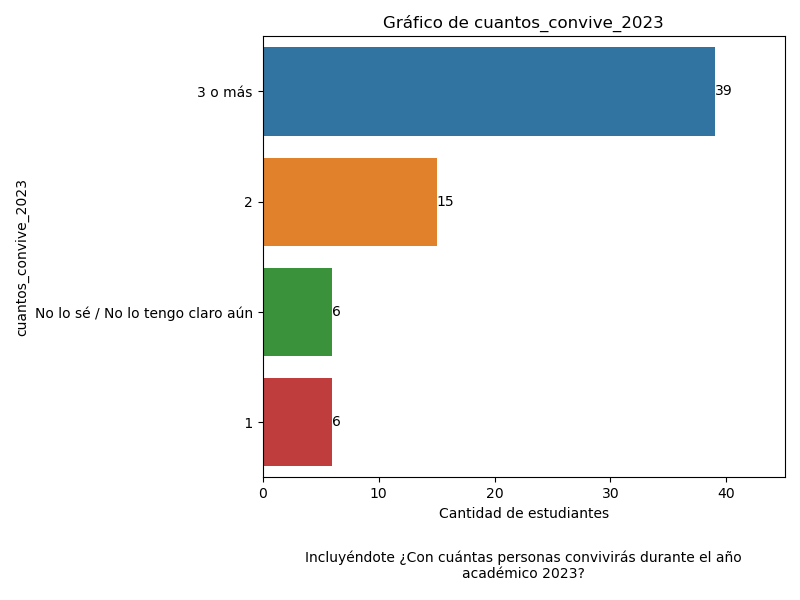 Gráfico de cuantos_convive_2023
cuantos_convive_2023
3 o más
39
2
15
No lo sé / No lo tengo claro aún
6
1
6
0 10 20 30 40
Cantidad de estudiantes
Incluyéndote ¿Con cuántas personas convivirás durante el año
académico 2023?